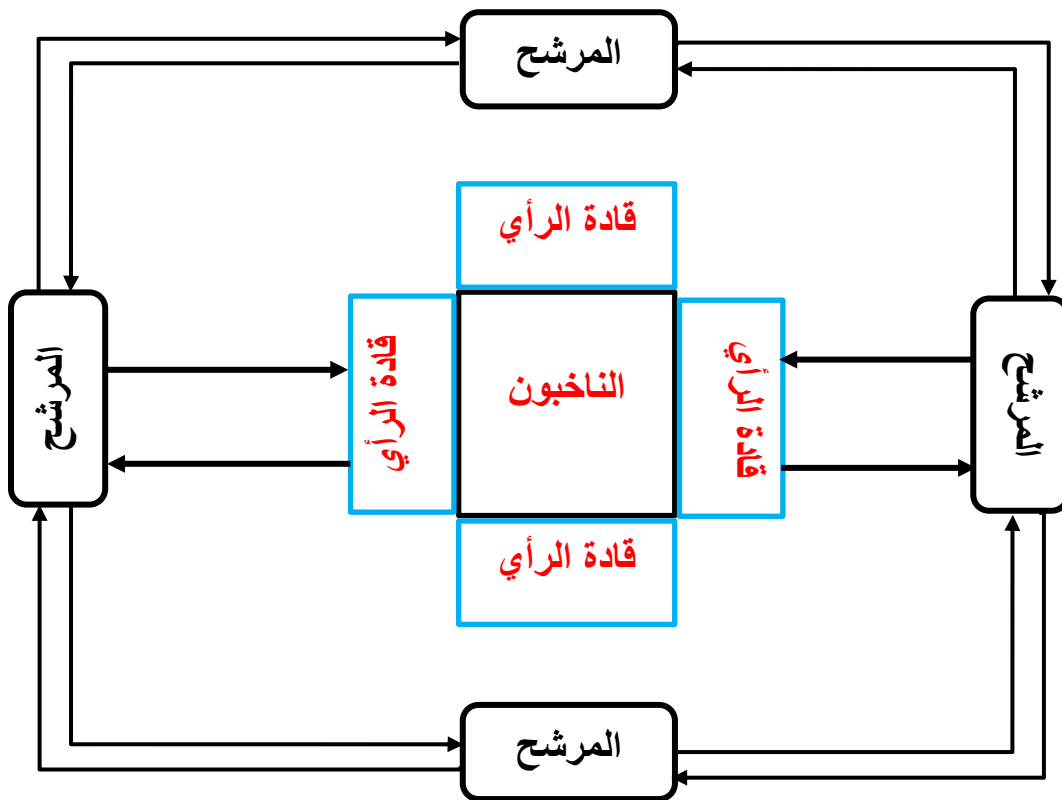 المرشح
قادة الرأي
المرشح
قادة الرأي
الناخبون
قادة الرأي
المرشح
قادة الرأي
المرشح